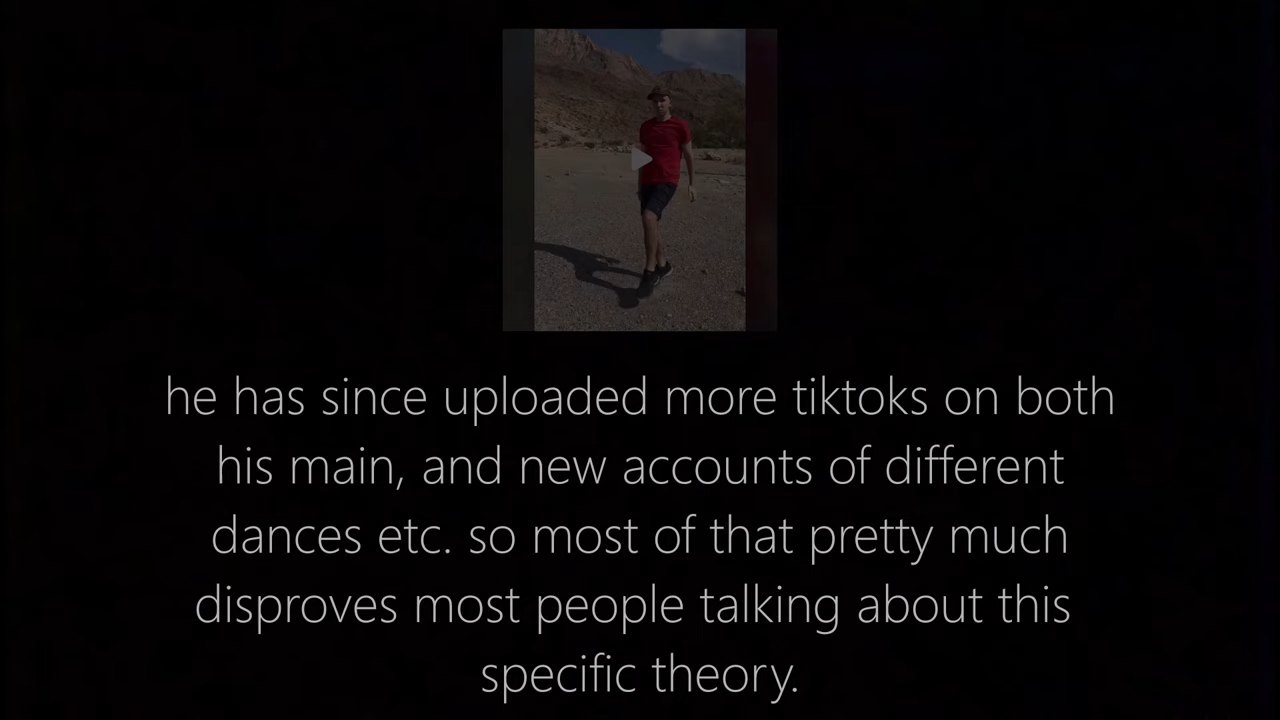 he has since uploaded more tiktoks on both
his main, and new accounts of different
dances etc. so most of that pretty much
disproves most people talking about this
specific theory.